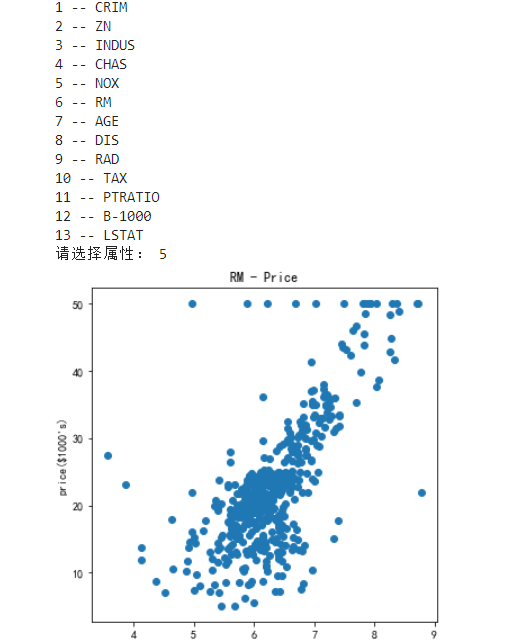 1 -- CRIM
2 -- ZN
3 -- INDUS
4 -- CHAS
5 -- NOX
6 -- RM
7 -- AGE
8 -- DIS
9 -- RAD
10 -- TAX
11 -- PTRATIO
12 -- B-1000
13 -- LSTAT
请选择属性： 5
RM - Price
50
40
30
20
10
price($1000's)
4 5 6 7 8 9